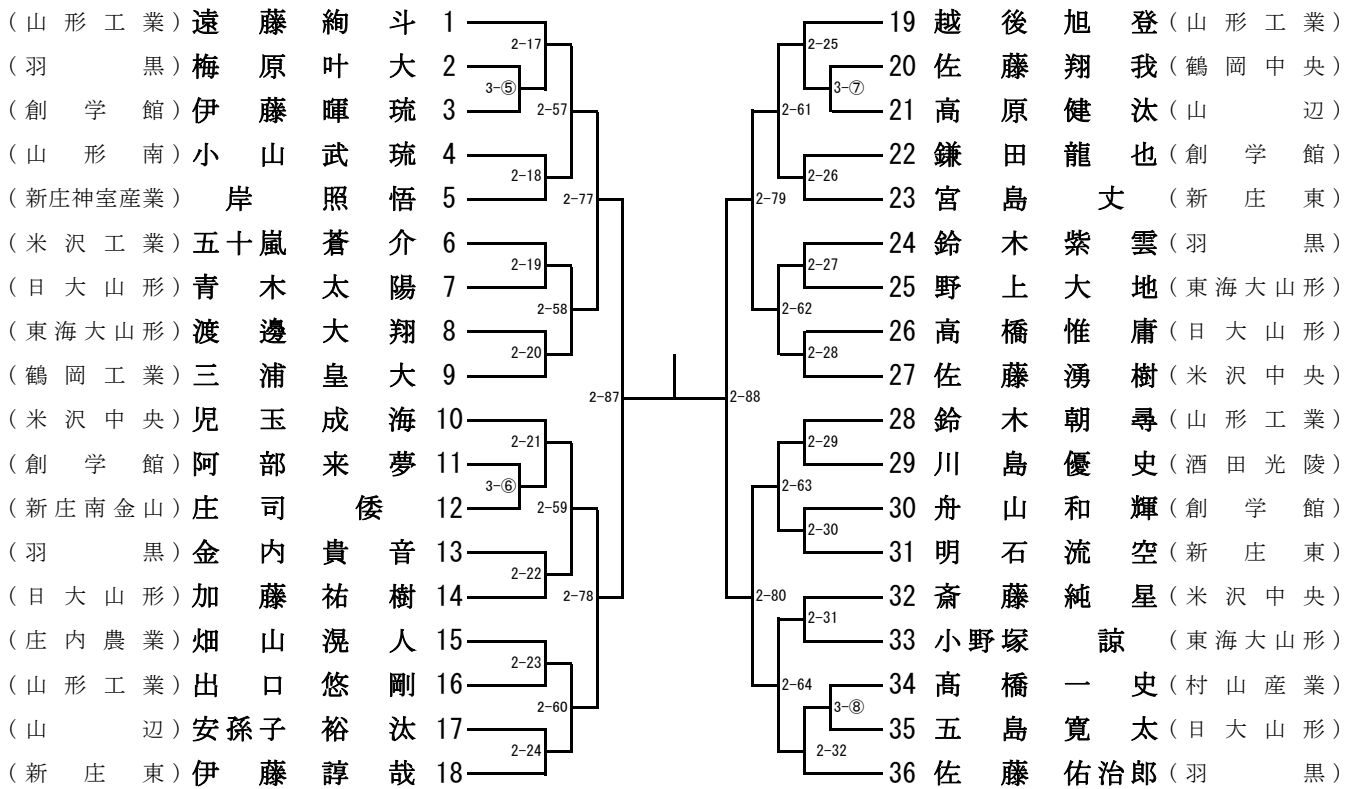 (山形工業) 遠藤絢斗 1
2-17
(羽黒) 梅原叶大 2
3-⑤
(創学館) 伊藤暉琉 3
2-57
(山形南) 小山武琉 4
2-18
(新庄神室産業) 岸照悟 5
2-77
(米沢工業) 五十嵐蒼介 6
2-19
(日大山形) 青木太陽 7
2-58
(東海大山形) 渡邊大翔 8
2-20
(鶴岡工業) 三浦皇大 9
2-87
(米沢中央) 児玉成海 10
2-21
(創学館) 阿部来夢 11
3-⑥
(新庄南金山) 庄司倭 12
2-59
(羽黒) 金内貴音 13
2-22
(日大山形) 加藤祐樹 14
2-78
(庄内農業) 畑山滉人 15
2-23
(山形工業) 出口悠剛 16
2-60
(山辺) 安孫子裕汰 17
2-24
(新庄東) 伊藤諄哉 18
19 越後旭登 (山形工業)
2-25
20 佐藤翔我 (鶴岡中央)
3-⑦
21 高原健汰 (山辺)
2-61
22 鎌田龍也 (創学館)
2-26
23 宮島丈 (新庄東)
2-79
24 鈴木紫雲 (羽黒)
2-27
25 野上大地 (東海大山形)
2-62
26 高橋惟庸 (日大山形)
2-28
27 佐藤湧樹 (米沢中央)
2-88
28 鈴木朝尋 (山形工業)
2-29
29 川島優史 (酒田光陵)
2-63
30 舟山和輝 (創学館)
2-30
31 明石流空 (新庄東)
2-80
32 斎藤純星 (米沢中央)
2-31
33 小野塚諒 (東海大山形)
2-64
34 髙橋一史 (村山産業)
3-⑧
35 五島寛太 (日大山形)
2-32
36 佐藤佑治郎 (羽黒)